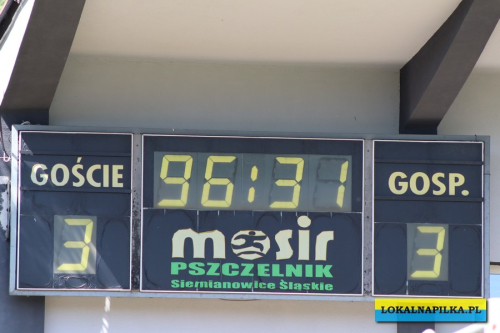 GOŚCIE
96:31
GOSP.
3
mosir
3
PSZCZELNIK
Siemianowice Śląskie
LOKALNAPILKA.PL